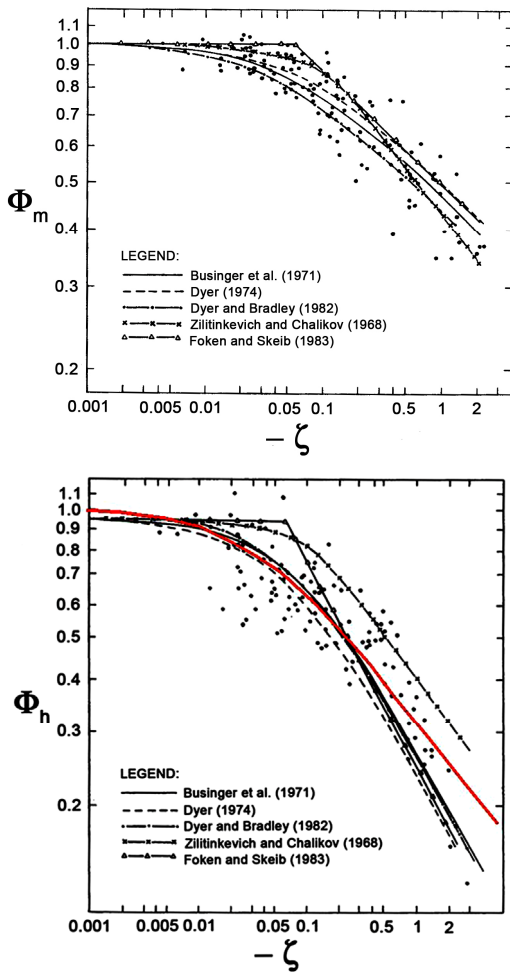 1.1
1.0
0.9
0.8
0.7
0.6
0.5
0.4
0.3
0.2
Φm
LEGEND:
Businger et al. (1971)
Dyer (1974)
Dyer and Bradley (1982)
Zilitinkevich and Chalikov (1968)
Foken and Skeib (1983)
0.001 0.005 0.01 0.05 0.1 0.5 1 2
− ζ
1.1
1.0
0.9
0.8
0.7
0.6
0.5
0.4
0.3
0.2
Φh
LEGEND:
Businger et al. (1971)
Dyer (1974)
Dyer and Bradley (1982)
Zilitinkevich and Chalikov (1968)
Foken and Skeib (1983)
0.001 0.005 0.01 0.05 0.1 0.5 1 2
− ζ